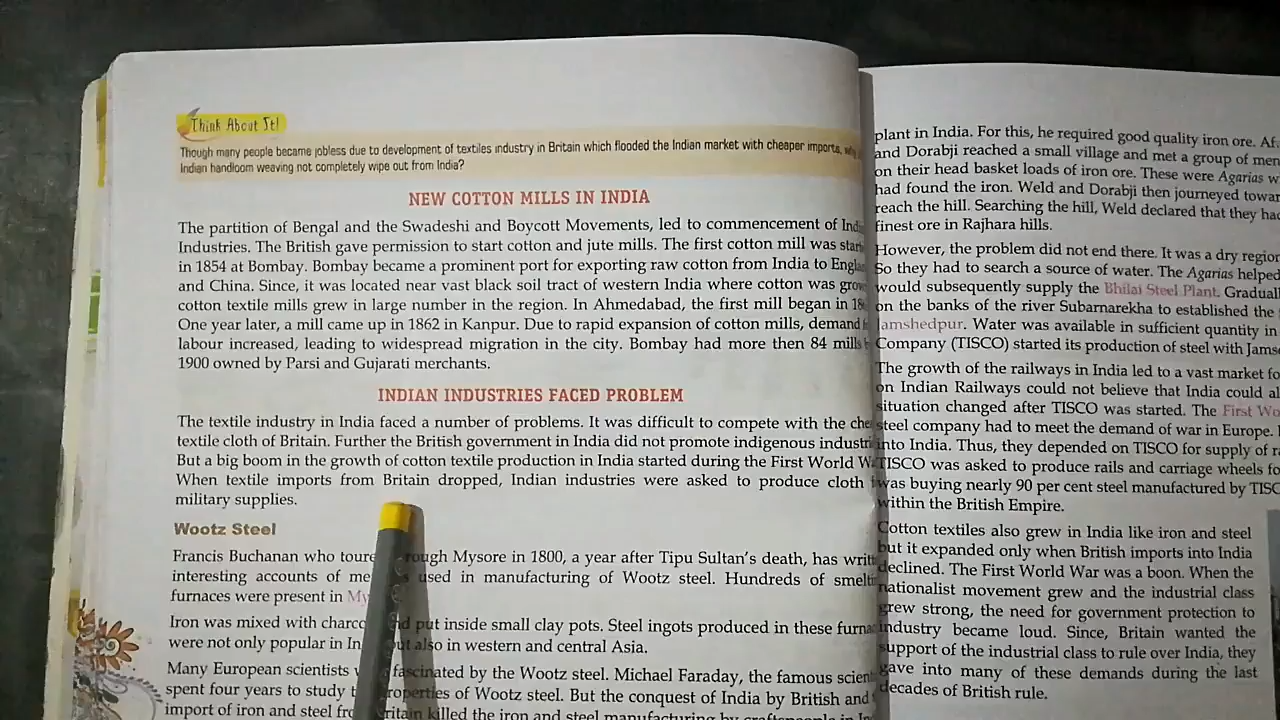 Think About It!
Though many people became jobless due to development of textiles industry in Britain which flooded the Indian market with cheaper imports,
Indian handloom weaving not completely wipe out from India?
NEW COTTON MILLS IN INDIA
The partition of Bengal and the Swadeshi and Boycott Movements, led to commencement of
Industries. The British gave permission to start cotton and jute mills. The first cotton mill was
in 1854 at Bombay. Bombay became a prominent port for exporting raw cotton from India to
and China. Since, it was located near vast black soil tract of western India where cotton was
cotton textile mills grew in large number in the region. In Ahmedabad, the first mill began in
One year later, a mill came up in 1862 in Kanpur. Due to rapid expansion of cotton mills, demand
labour increased, leading to widespread migration in the city. Bombay had more then 84 mills
1900 owned by Parsi and Gujarati merchants.
INDIAN INDUSTRIES FACED PROBLEM
The textile industry in India faced a number of problems. It was difficult to compete with the
textile cloth of Britain. Further the British government in India did not promote indigenous
But a big boom in the growth of cotton textile production in India started during the First World
When textile imports from Britain dropped, Indian industries were asked to produce cloth
military supplies.
Wootz Steel
Francis Buchanan who Mysore in 1800, a year after Tipu Sultan's death, has
interesting accounts of used in manufacturing of Wootz steel. Hundreds of
furnaces were present in
Iron was mixed with put inside small clay pots. Steel ingots produced in these
were not only popular in also in western and central Asia.
Many European scientists fascinated by the Wootz steel. Michael Faraday, the famous
spent four years to study of Wootz steel. But the conquest of India by British and
import of iron and steel killed the iron and steel manufacturing by craftspeople in
plant in India. For this, he required good quality iron ore.
and Dorabji reached a small village and met a group of men
on their head basket loads of iron ore. These were Agarias
had found the iron. Weld and Dorabji then journeyed
reach the hill. Searching the hill, Weld declared that they
finest ore in Rajhara hills.
However, the problem did not end there. It was a dry
So they had to search a source of water. The Agarias helped
would subsequently supply the Bhilai Steel Plant.
on the banks of the river Subarnarekha to established the
Jamshedpur. Water was available in sufficient quantity in
Company (TISCO) started its production of steel with
The growth of the railways in India led to a vast market
on Indian Railways could not believe that India could
situation changed after TISCO was started. The First
steel company had to meet the demand of war in Europe.
into India. Thus, they depended on TISCO for supply of
TISCO was asked to produce rails and carriage wheels
was buying nearly 90 per cent steel manufactured by
within the British Empire.
Cotton textiles also grew in India like iron and steel
but it expanded only when British imports into India
declined. The First World War was a boon. When the
nationalist movement grew and the industrial class
grew strong, the need for government protection to
industry became loud. Since, Britain wanted the
support of the industrial class to rule over India, they
gave into many of these demands during the last
decades of British rule.